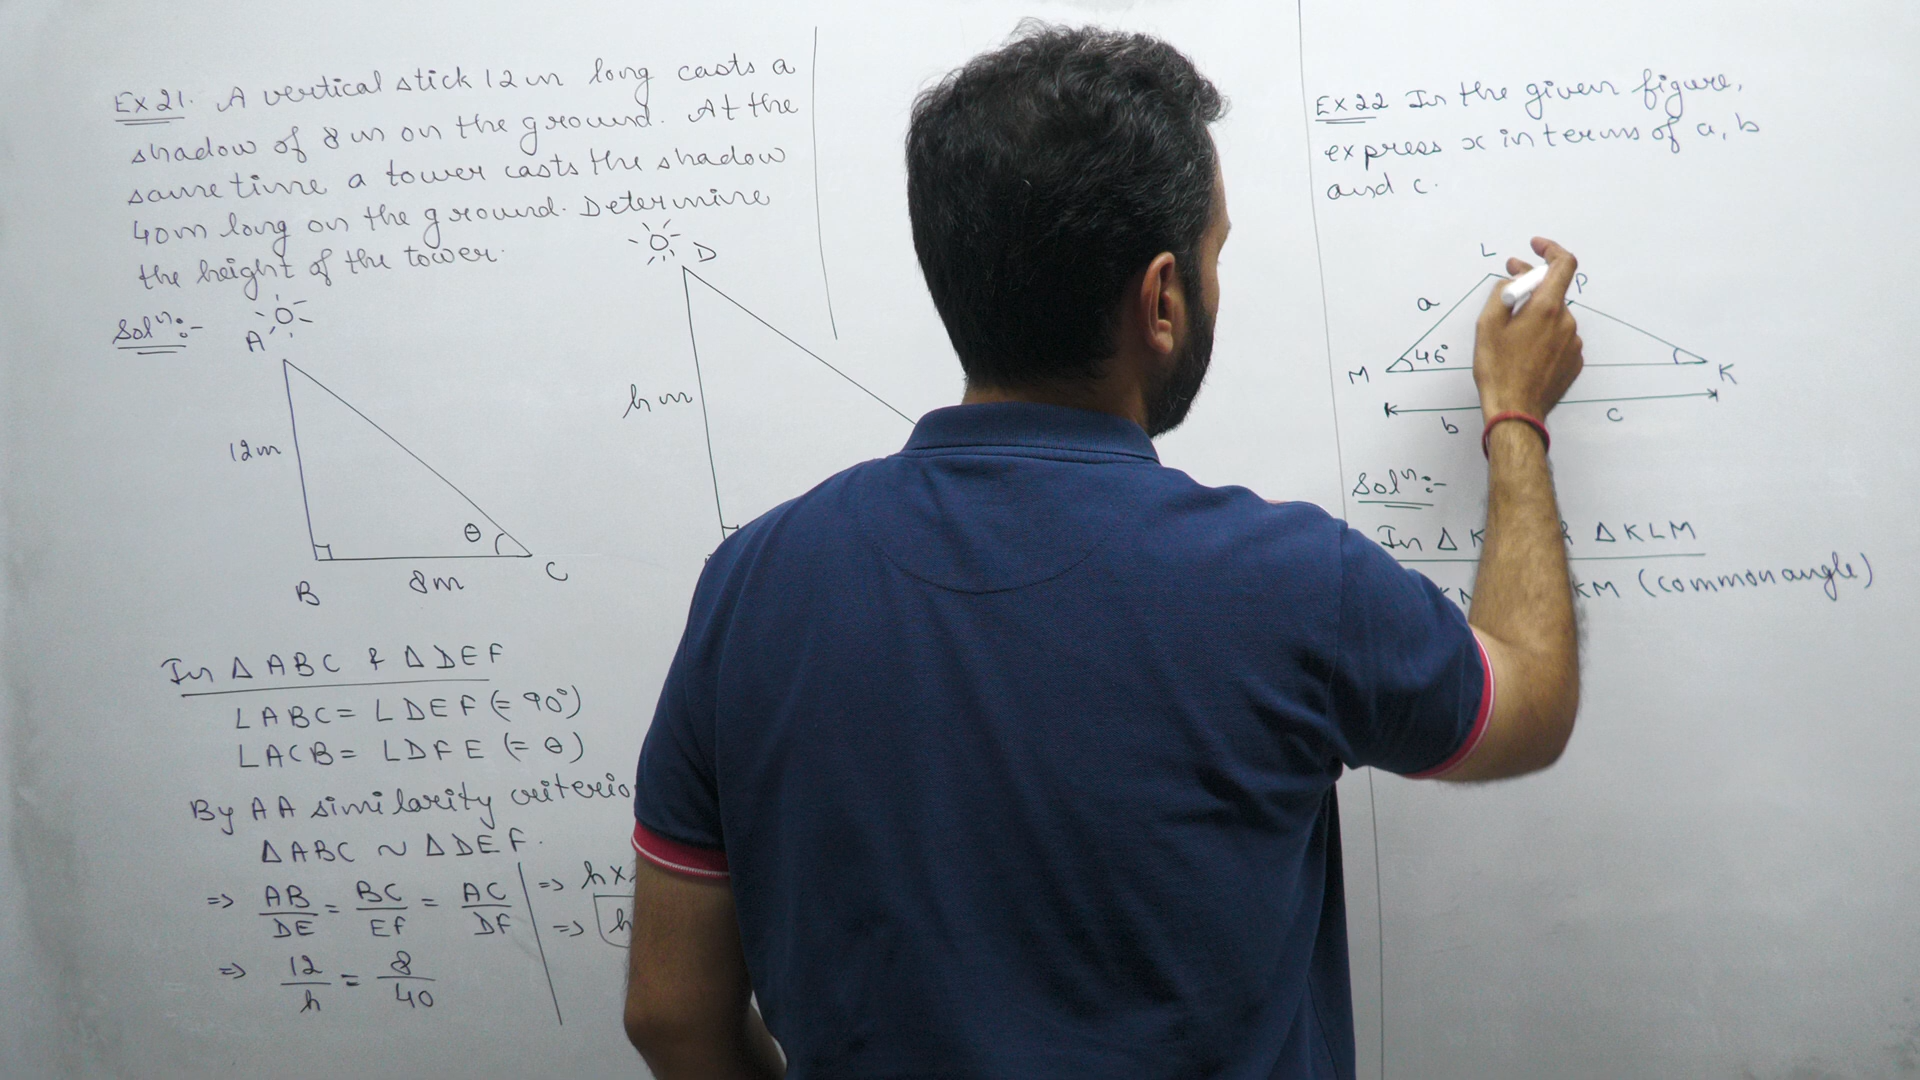 Ex 21. A vertical stick 12 m long casts a
shadow of 8 m on the ground. At the
same time a tower casts the shadow
40m long on the ground. Determine
the height of the tower.
Solⁿ:-
A
12m
B
8m
θ
C
D
h m
In Δ ABC & Δ DEF
∠ABC = ∠DEF (= 90°)
∠ACB = ∠DFE (= θ)
By AA similarity
ΔABC ~ ΔDEF.
=> AB/DE = BC/EF = AC/DF
=> 12/h = 8/40
=> h×
=> h
Ex 22 In the given figure,
express x in terms of a, b
and c.
L
P
a
46°
M
K
b
c
Solⁿ:-
In Δ K ΔKLM
KM (common angle)